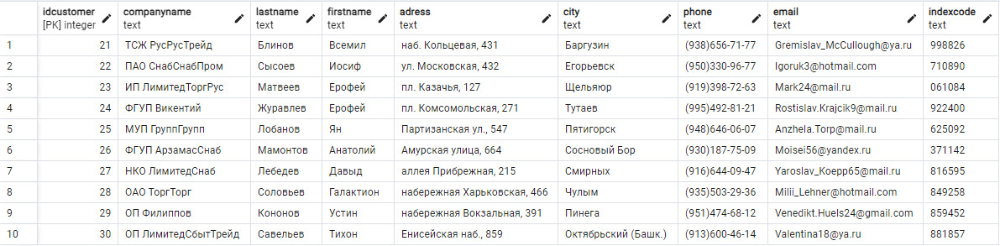 idcustomer companyname lastname firstname adress city phone email indexcode
[PK] integer text text text text text text text text
1 21 ТСЖ РусРусТрейд Блинов Всемил наб. Кольцевая, 431 Баргузин (938)656-71-77 Gremislav_McCullough@ya.ru 998826
2 22 ПАО СнабСнабПром Сысоев Иосиф ул. Московская, 432 Егорьевск (950)330-96-77 Igoruk3@hotmail.com 710890
3 23 ИП ЛимитедТоргРус Матвеев Ерофей пл. Казачья, 127 Щельяюр (919)398-72-63 Mark24@mail.ru 061084
4 24 ФГУП Викентий Журавлев Ерофей пл. Комсомольская, 271 Тутаев (995)492-81-21 Rostislav.Krajcik9@mail.ru 922400
5 25 МУП ГруппГрупп Лобанов Ян Партизанская ул., 547 Пятигорск (948)646-06-07 Anzhela.Torp@mail.ru 625092
6 26 ФГУП АрзамасСнаб Мамонтов Анатолий Амурская улица, 664 Сосновый Бор (930)187-75-09 Moisei56@yandex.ru 371142
7 27 НКО ЛимитедСнаб Лебедев Давыд аллея Прибрежная, 215 Смирных (916)644-09-47 Yaroslav_Koepp65@mail.ru 816595
8 28 ОАО ТоргТорг Соловьев Галактион набережная Харьковская, 466 Чулым (935)503-29-36 Milii_Lehner@hotmail.com 849258
9 29 ОП Филиппов Кононов Устин набережная Вокзальная, 391 Пинега (951)474-68-12 Venedikt.Huels24@gmail.com 859452
10 30 ОП ЛимитедСбытТрейд Савельев Тихон Енисейская наб., 859 Октябрьский (Башк.) (913)600-46-14 Valentina18@ya.ru 881857